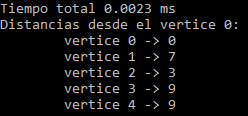 Tiempo total 0.0023 ms
Distancias desde el vertice 0:
vertice 0 -> 0
vertice 1 -> 7
vertice 2 -> 3
vertice 3 -> 9
vertice 4 -> 9